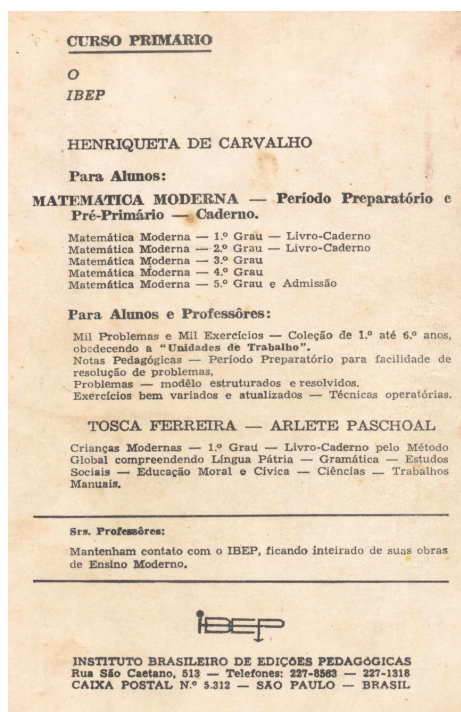 CURSO PRIMARIO
O
IBEP
HENRIQUETA DE CARVALHO
Para Alunos:
MATEMÁTICA MODERNA — Período Preparatório e
Pré-Primário — Caderno.
Matemática Moderna — 1.º Grau — Livro-Caderno
Matemática Moderna — 2.º Grau — Livro-Caderno
Matemática Moderna — 3.º Grau
Matemática Moderna — 4.º Grau
Matemática Moderna — 5.º Grau e Admissão
Para Alunos e Professôres:
Mil Problemas e Mil Exercícios — Coleção de 1.º até 6.º anos,
obedecendo a "Unidades de Trabalho".
Notas Pedagógicas — Período Preparatório para facilidade de
resolução de problemas,
Problemas — modêlo estruturados e resolvidos.
Exercícios bem variados e atualizados — Técnicas operatórias.
TOSCA FERREIRA — ARLETE PASCHOAL
Crianças Modernas — 1.º Grau — Livro-Caderno pelo Método
Global compreendendo Língua Pátria — Gramática — Estudos
Sociais — Educação Moral e Cívica — Ciências — Trabalhos
Manuais.
Srs. Professôres:
Mantenham contato com o IBEP, ficando inteirado de suas obras
de Ensino Moderno.
iBEP
INSTITUTO BRASILEIRO DE EDIÇÕES PEDAGÓGICAS
Rua São Caetano, 513 — Telefones: 227-8563 — 227-1318
CAIXA POSTAL N.º 5.312 — SÃO PAULO — BRASIL